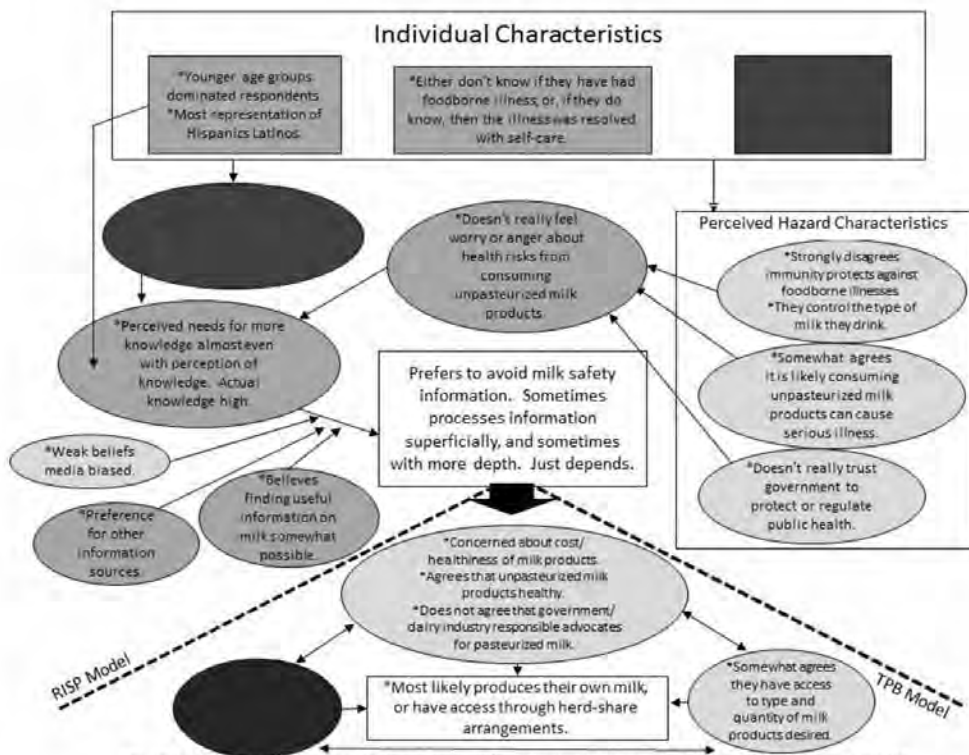 Individual Characteristics
*Younger age groups
dominated respondents.
*Most representation of
Hispanics Latinos.
*Either don't know if they have had
foodborne illness; or, if they do
know, then the illness was resolved
with self-care.
*Doesn't really feel
worry or anger about
health risks from
consuming
unpasteurized milk
products.
Perceived Hazard Characteristics
*Strongly disagrees
immunity protects against
foodborne illnesses.
*They control the type of
milk they drink.
*Perceived needs for more
knowledge almost even
with perception of
knowledge. Actual
knowledge high.
Prefers to avoid milk safety
information. Sometimes
processes information
superficially, and sometimes
with more depth. Just depends.
*Somewhat agrees
it is likely consuming
unpasteurized milk
products can cause
serious illness.
*Weak beliefs
media biased.
*Believes
finding useful
information on
milk somewhat
possible.
*Doesn't really trust
government to
protect or regulate
public health.
*Preference
for other
information
sources.
*Concerned about cost/
healthiness of milk products.
*Agrees that unpasteurized milk
products healthy.
*Does not agree that government/
dairy industry responsible advocates
for pasteurized milk.
RISP Model
TPB Model
*Most likely produces their own milk,
or have access through herd-share
arrangements.
*Somewhat agrees
they have access
to type and
quantity of milk
products desired.